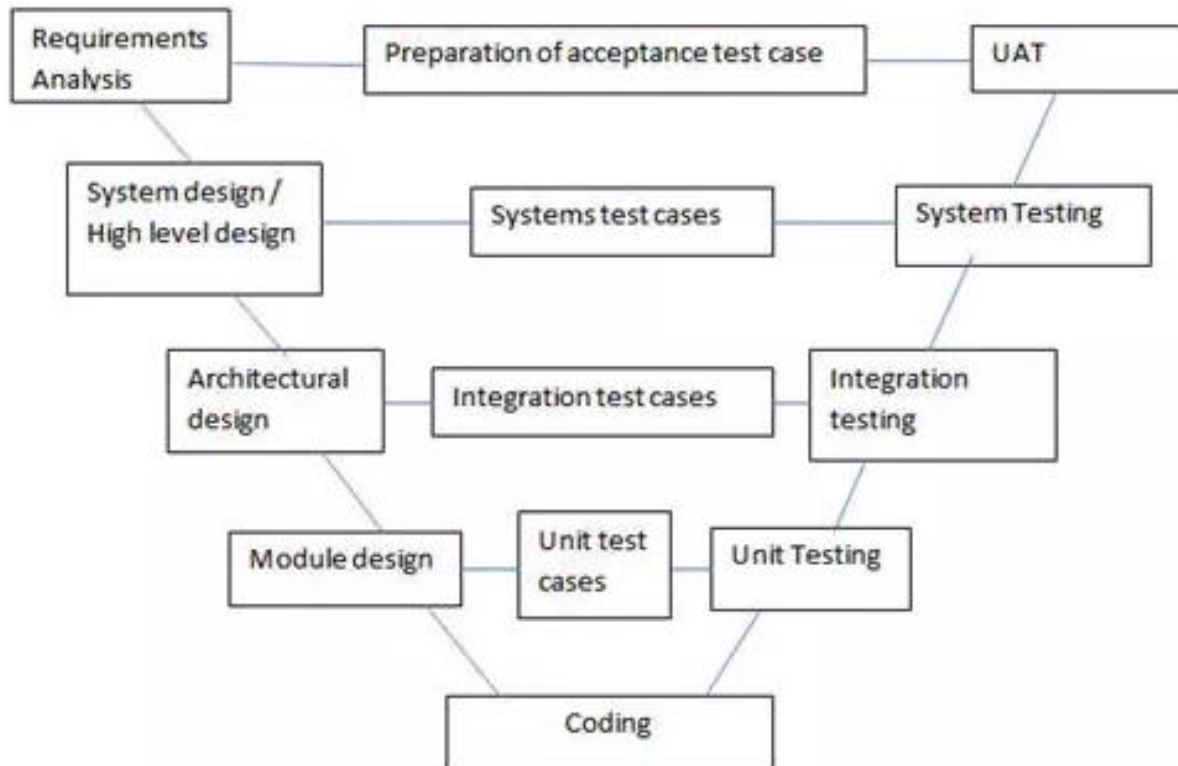 Requirements
Analysis
Preparation of acceptance test case
UAT
System design /
High level design
Systems test cases
System Testing
Architectural
design
Integration test cases
Integration
testing
Module design
Unit test
cases
Unit Testing
Coding